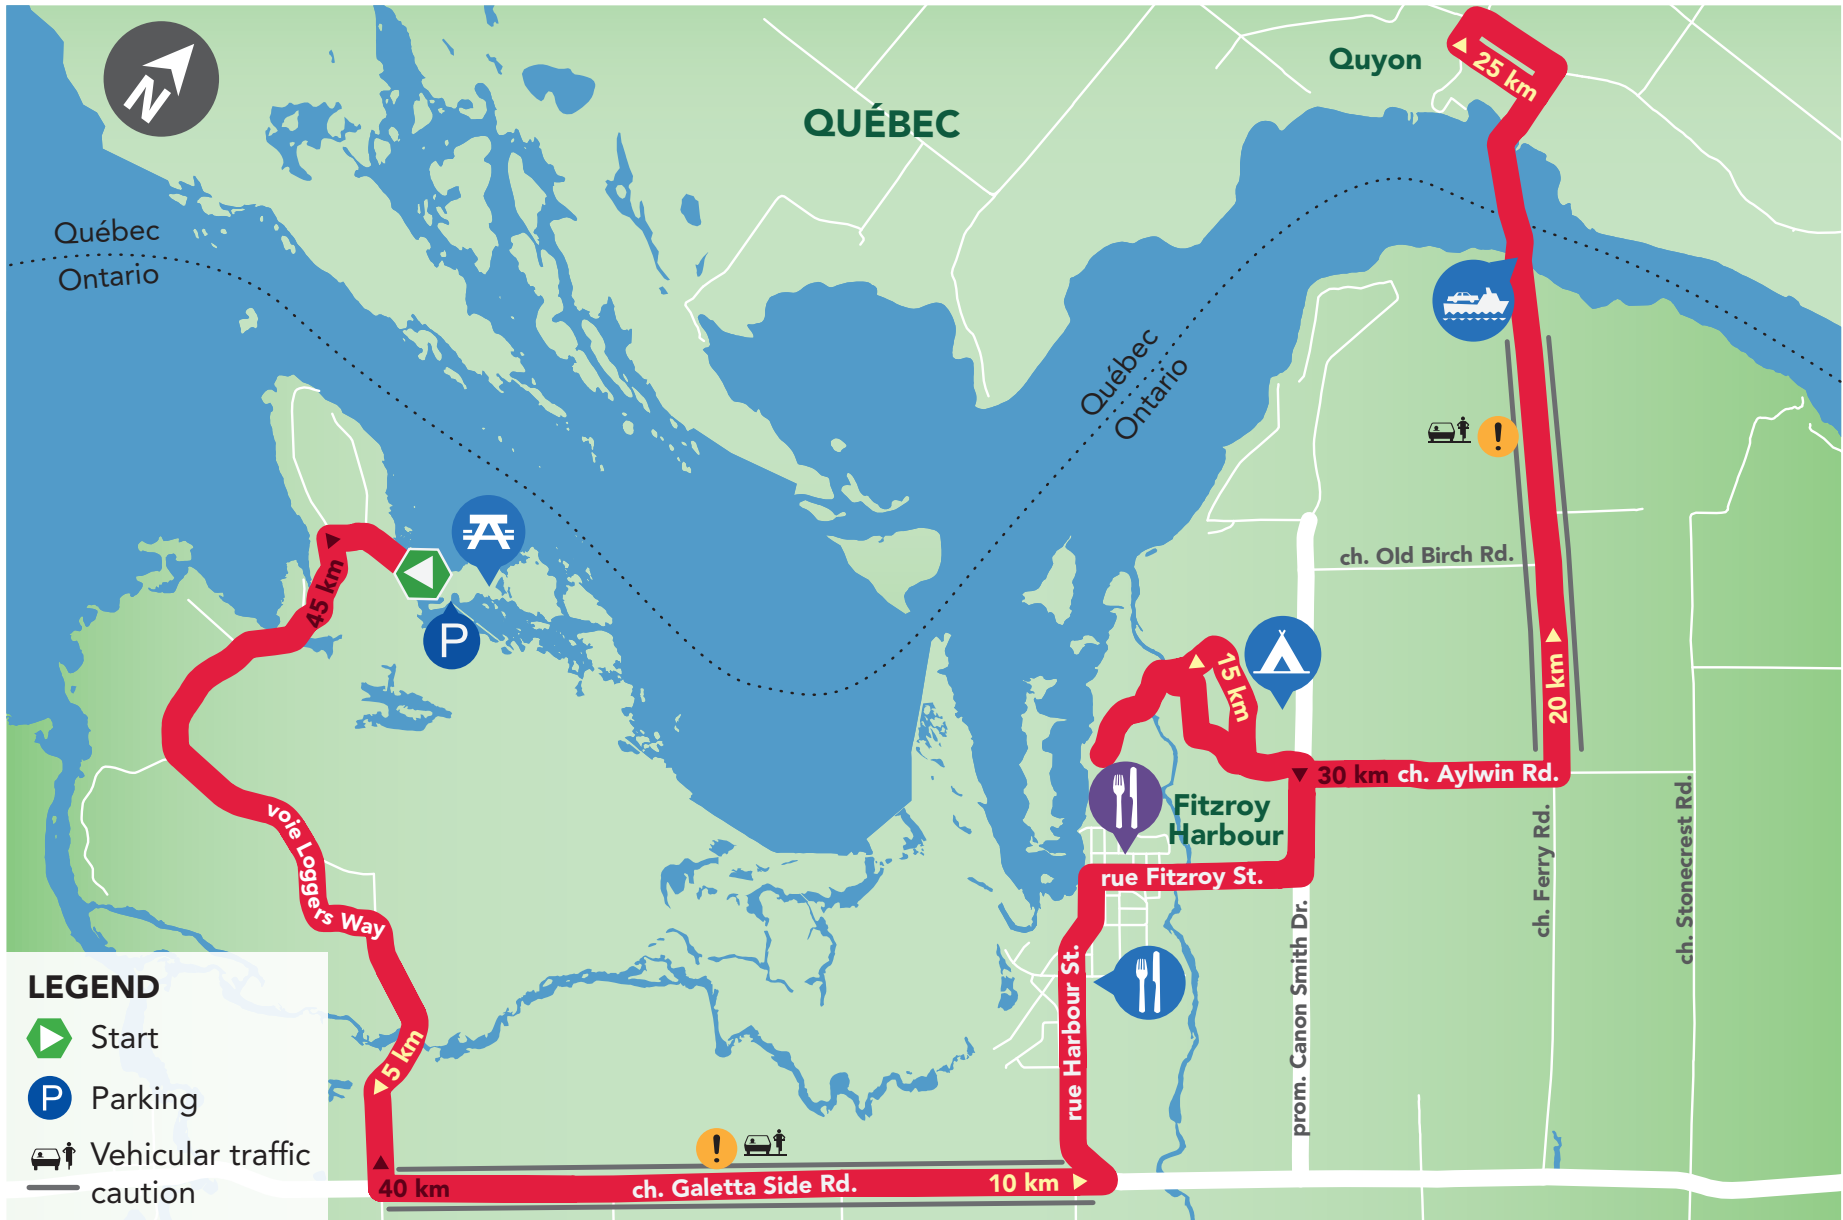 N
QUÉBEC
Quyon
25 km
Québec
Ontario
Québec
Ontario
ch. Old Birch Rd.
45 km
P
15 km
20 km
30 km
ch. Aylwin Rd.
Fitzroy
Harbour
rue Fitzroy St.
voie Loggers Way
rue Harbour St.
prom. Canon Smith Dr.
ch. Ferry Rd.
ch. Stonecrest Rd.
5 km
40 km
ch. Galetta Side Rd.
10 km
LEGEND
Start
P
Parking
Vehicular traffic
caution